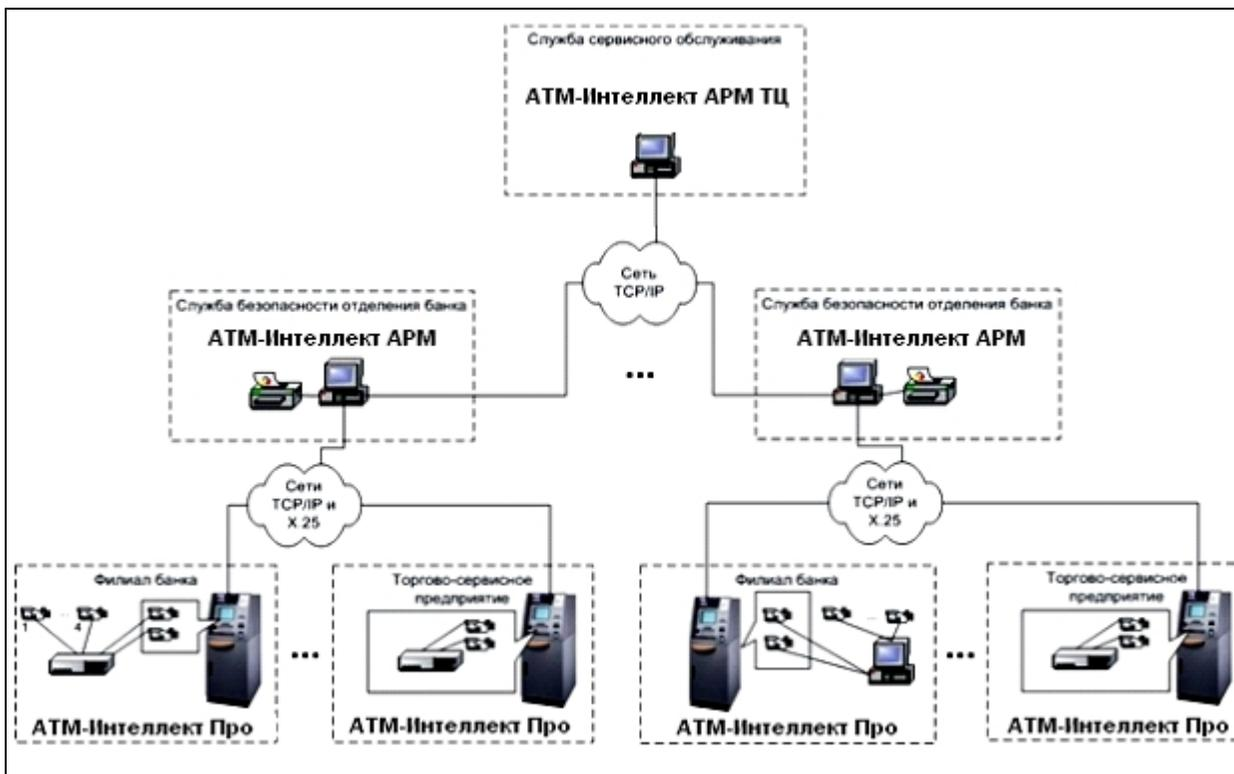 Служба сервисного обслуживания
АТМ-Интеллект АРМ ТЦ
Сеть
TCP/IP
Служба безопасности отделения банка
АТМ-Интеллект АРМ
Служба безопасности отделения банка
АТМ-Интеллект АРМ
...
Сети
TCP/IP и
X.25
Сети
TCP/IP и
X.25
Филиал банка
1
...
4
АТМ-Интеллект Про
...
Торгово-сервисное
предприятие
АТМ-Интеллект Про
Филиал банка
...
АТМ-Интеллект Про
...
Торгово-сервисное
предприятие
АТМ-Интеллект Про